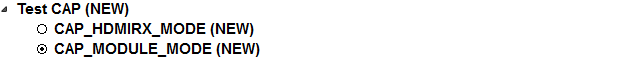 Test CAP (NEW)
CAP_HDMIRX_MODE (NEW)
CAP_MODULE_MODE (NEW)